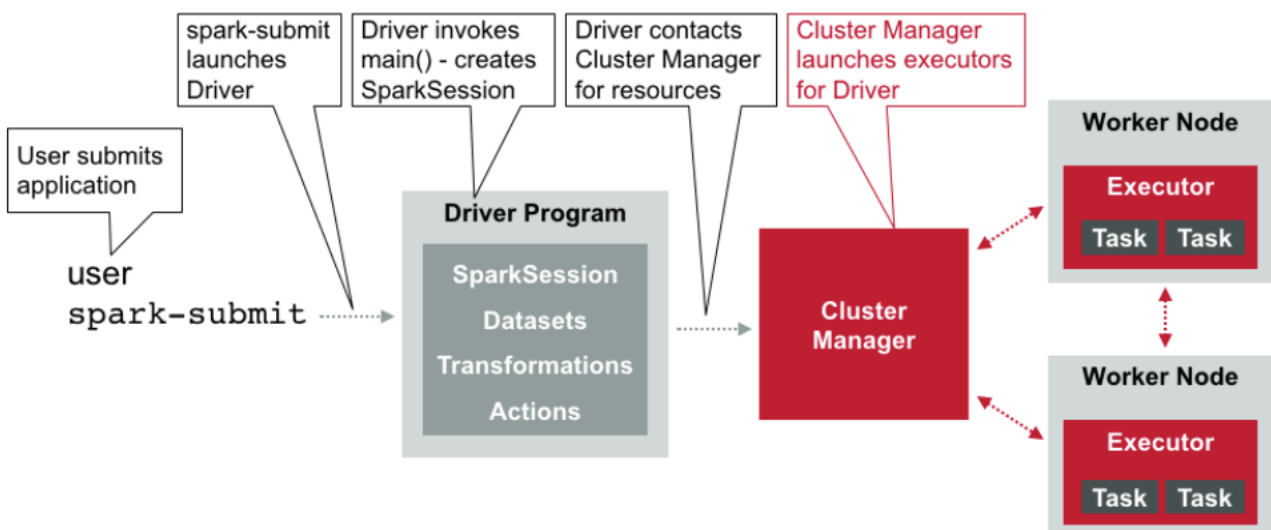 spark-submit
launches
Driver
Driver invokes
main() - creates
SparkSession
Driver contacts
Cluster Manager
for resources
Cluster Manager
launches executors
for Driver
User submits
application
user
spark-submit
Driver Program
SparkSession
Datasets
Transformations
Actions
Cluster
Manager
Worker Node
Executor
Task Task
Worker Node
Executor
Task Task